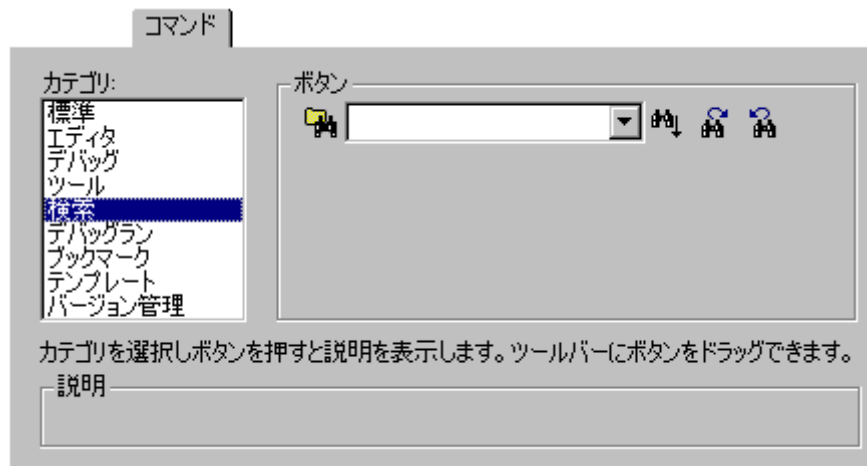 コマンド
カテゴリ:
ボタン
標準
エディタ
デバッグ
ツール
検索
デバッグラン
ブックマーク
テンプレート
バージョン管理
カテゴリを選択しボタンを押すと説明を表示します。ツールバーにボタンをドラッグできます。
説明